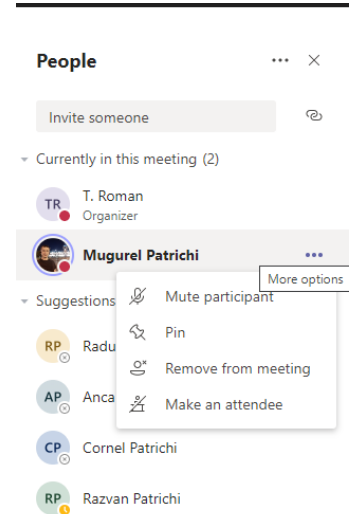 People
Invite someone
Currently in this meeting (2)
TR
T. Roman
Organizer
Mugurel Patrichi
More options
Mute participant
Suggestions
Pin
RP
Radu
Remove from meeting
AP
Anca
Make an attendee
CP
Cornel Patrichi
RP
Razvan Patrichi